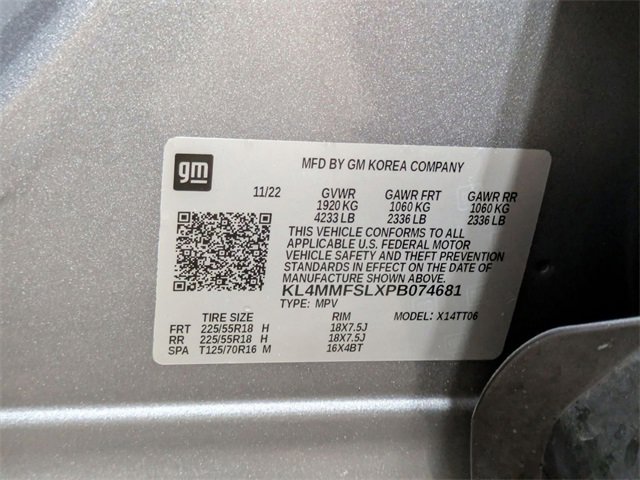 gm
MFD BY GM KOREA COMPANY
11/22 GVWR GAWR FRT GAWR RR
1920 KG 1060 KG 1060 KG
4233 LB 2336 LB 2336 LB
THIS VEHICLE CONFORMS TO ALL
APPLICABLE U.S. FEDERAL MOTOR
VEHICLE SAFETY AND THEFT PREVENTION
STANDARDS IN EFFECT ON THE DATE OF
MANUFACTURE SHOWN ABOVE.
KL4MMFSLXPB074681
TYPE: MPV
TIRE SIZE RIM MODEL: X14TT06
FRT 225/55R18 H 18X7.5J
RR 225/55R18 H 18X7.5J
SPA T125/70R16 M 16X4BT